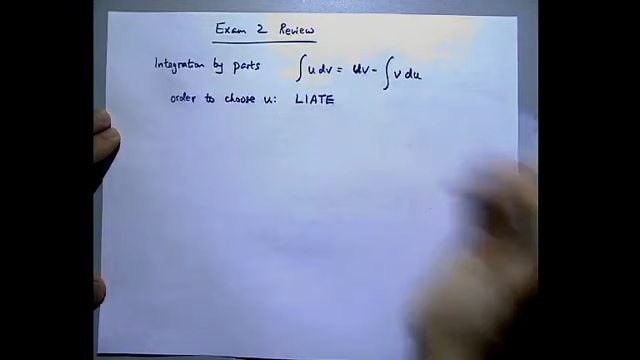 Exam 2 Review
Integration by parts ∫u dv = uv - ∫v du
order to choose u: LIATE